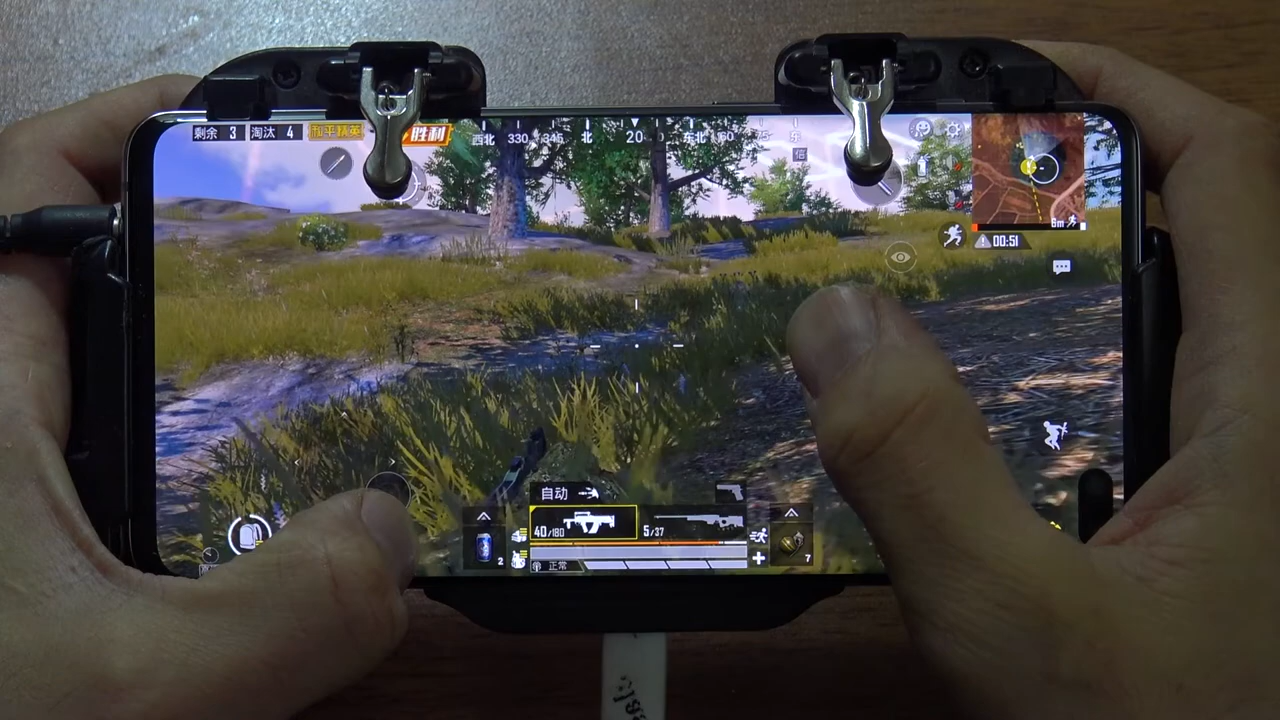 剩余 3 淘汰 4 和平精英
胜利
西北 330 345 北 20 东北 60 75 东
信
6m
00:51
自动
40/180
5/37
2
7
正常